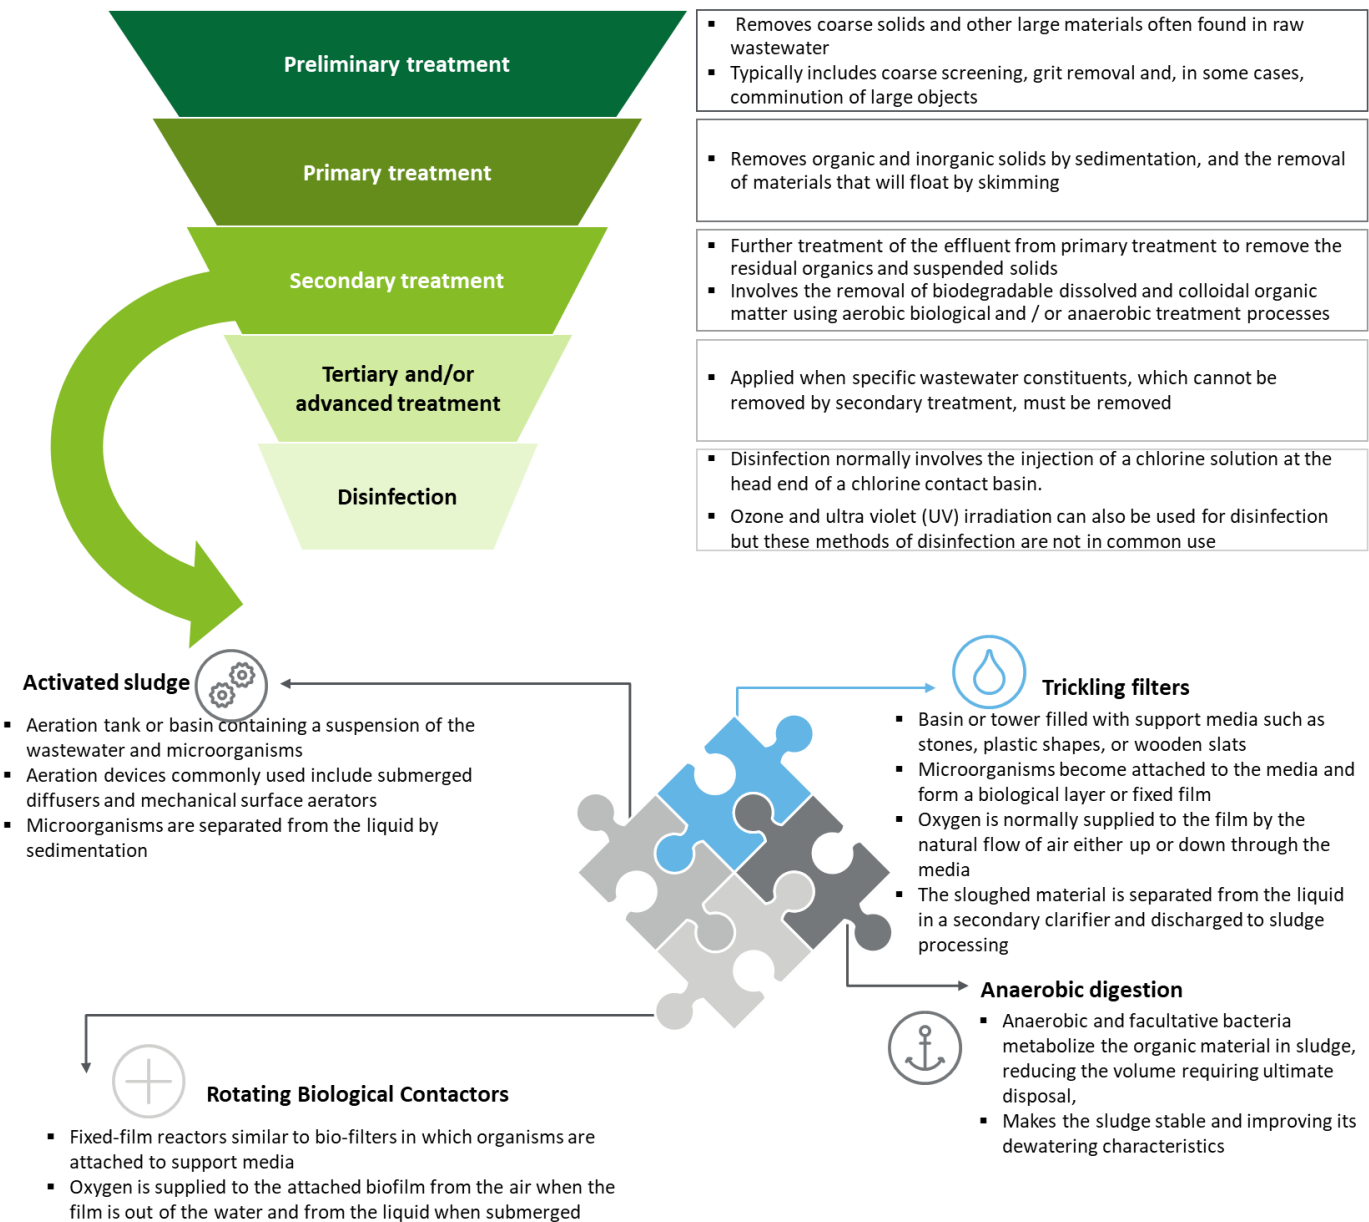 Preliminary treatment
Removes coarse solids and other large materials often found in raw
wastewater
Typically includes coarse screening, grit removal and, in some cases,
comminution of large objects
Primary treatment
Removes organic and inorganic solids by sedimentation, and the removal
of materials that will float by skimming
Secondary treatment
Further treatment of the effluent from primary treatment to remove the
residual organics and suspended solids
Involves the removal of biodegradable dissolved and colloidal organic
matter using aerobic biological and / or anaerobic treatment processes
Tertiary and/or
advanced treatment
Applied when specific wastewater constituents, which cannot be
removed by secondary treatment, must be removed
Disinfection
Disinfection normally involves the injection of a chlorine solution at the
head end of a chlorine contact basin.
Ozone and ultra violet (UV) irradiation can also be used for disinfection
but these methods of disinfection are not in common use
Activated sludge
Aeration tank or basin containing a suspension of the
wastewater and microorganisms
Aeration devices commonly used include submerged
diffusers and mechanical surface aerators
Microorganisms are separated from the liquid by
sedimentation
Trickling filters
Basin or tower filled with support media such as
stones, plastic shapes, or wooden slats
Microorganisms become attached to the media and
form a biological layer or fixed film
Oxygen is normally supplied to the film by the
natural flow of air either up or down through the
media
The sloughed material is separated from the liquid
in a secondary clarifier and discharged to sludge
processing
Anaerobic digestion
Anaerobic and facultative bacteria
metabolize the organic material in sludge,
reducing the volume requiring ultimate
disposal,
Makes the sludge stable and improving its
dewatering characteristics
Rotating Biological Contactors
Fixed-film reactors similar to bio-filters in which organisms are
attached to support media
Oxygen is supplied to the attached biofilm from the air when the
film is out of the water and from the liquid when submerged